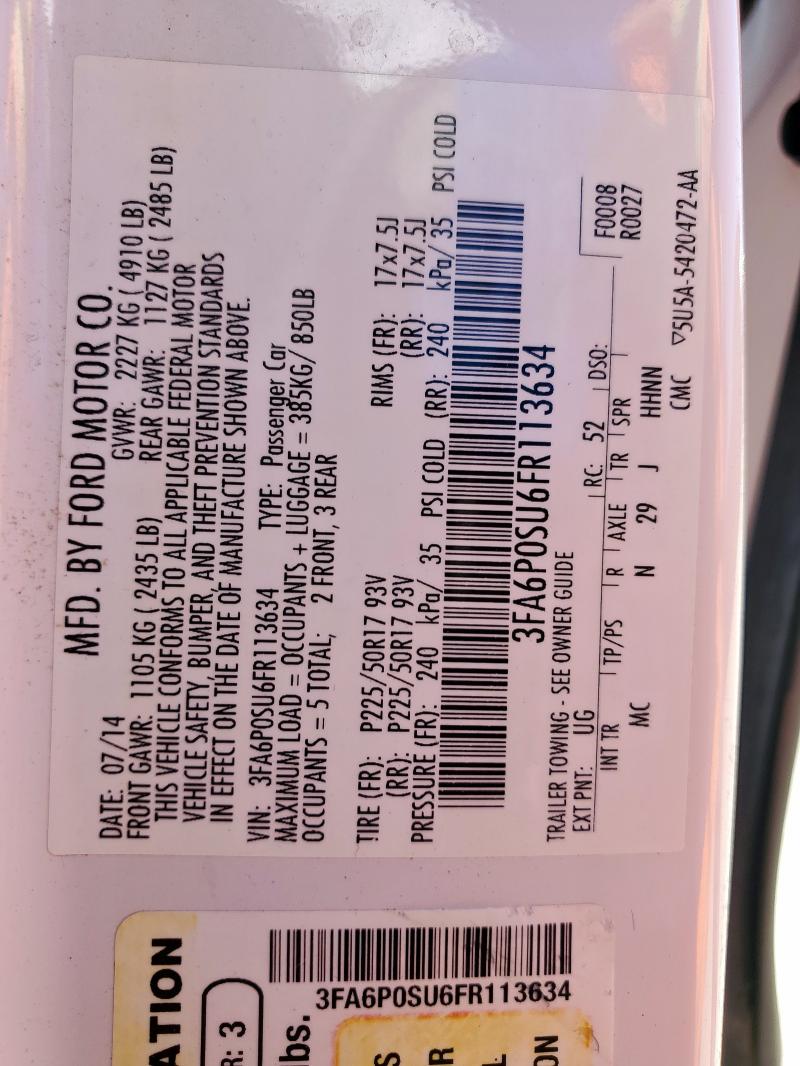 MFD. BY FORD MOTOR CO.
DATE: 07/14 GVWR: 2227 KG ( 4910 LB)
FRONT GAWR: 1105 KG ( 2435 LB) REAR GAWR: 1127 KG ( 2485 LB)
THIS VEHICLE CONFORMS TO ALL APPLICABLE FEDERAL MOTOR
VEHICLE SAFETY, BUMPER, AND THEFT PREVENTION STANDARDS
IN EFFECT ON THE DATE OF MANUFACTURE SHOWN ABOVE.
VIN: 3FA6P0SU6FR113634 TYPE: Passenger Car
MAXIMUM LOAD = OCCUPANTS + LUGGAGE = 385KG/ 850LB
OCCUPANTS = 5 TOTAL; 2 FRONT, 3 REAR
TIRE (FR): P225/50R17 93V RIMS (FR): 17x7.5J
(RR): P225/50R17 93V (RR): 17x7.5J
PRESSURE (FR): 240 kPa/ 35 PSI COLD (RR): 240 kPa/ 35 PSI COLD
3FA6P0SU6FR113634
TRAILER TOWING - SEE OWNER GUIDE
EXT PNT: UG RC: 52 DSO: F0008
INT TR TP/PS R AXLE TR SPR R0027
MC N 29 J HHNN
CMC ▽5U5A-5420472-AA
ATION
R: 3
lbs.
3FA6P0SU6FR113634
S
R
L
ON